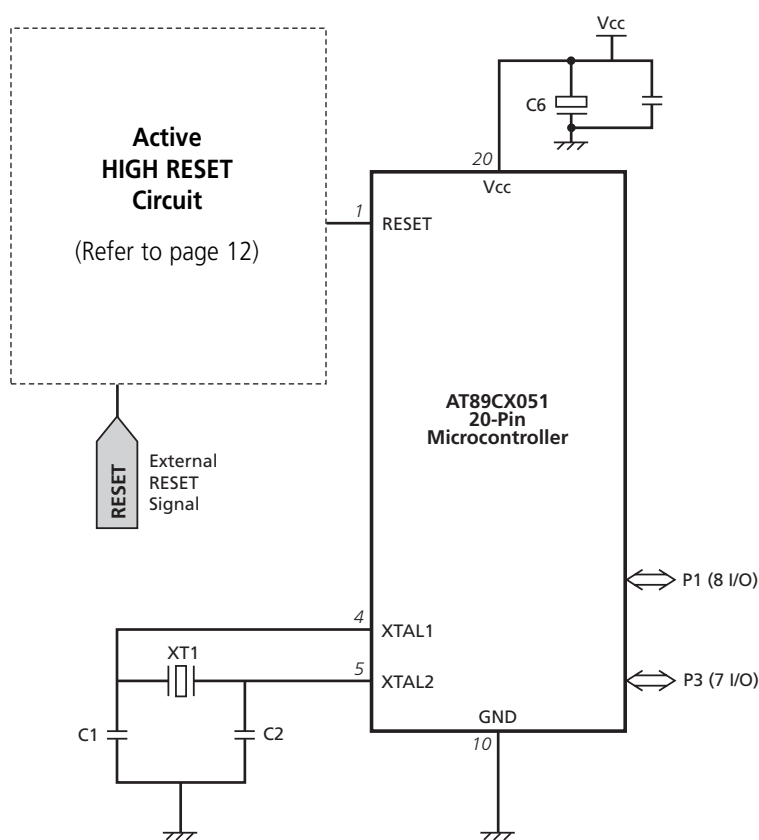 Vcc
C6
Active
HIGH RESET
Circuit
(Refer to page 12)
20
Vcc
1
RESET
AT89CX051
20-Pin
Microcontroller
RESET
External
RESET
Signal
P1 (8 I/O)
4
XTAL1
XT1
5
XTAL2
P3 (7 I/O)
C1
C2
GND
10